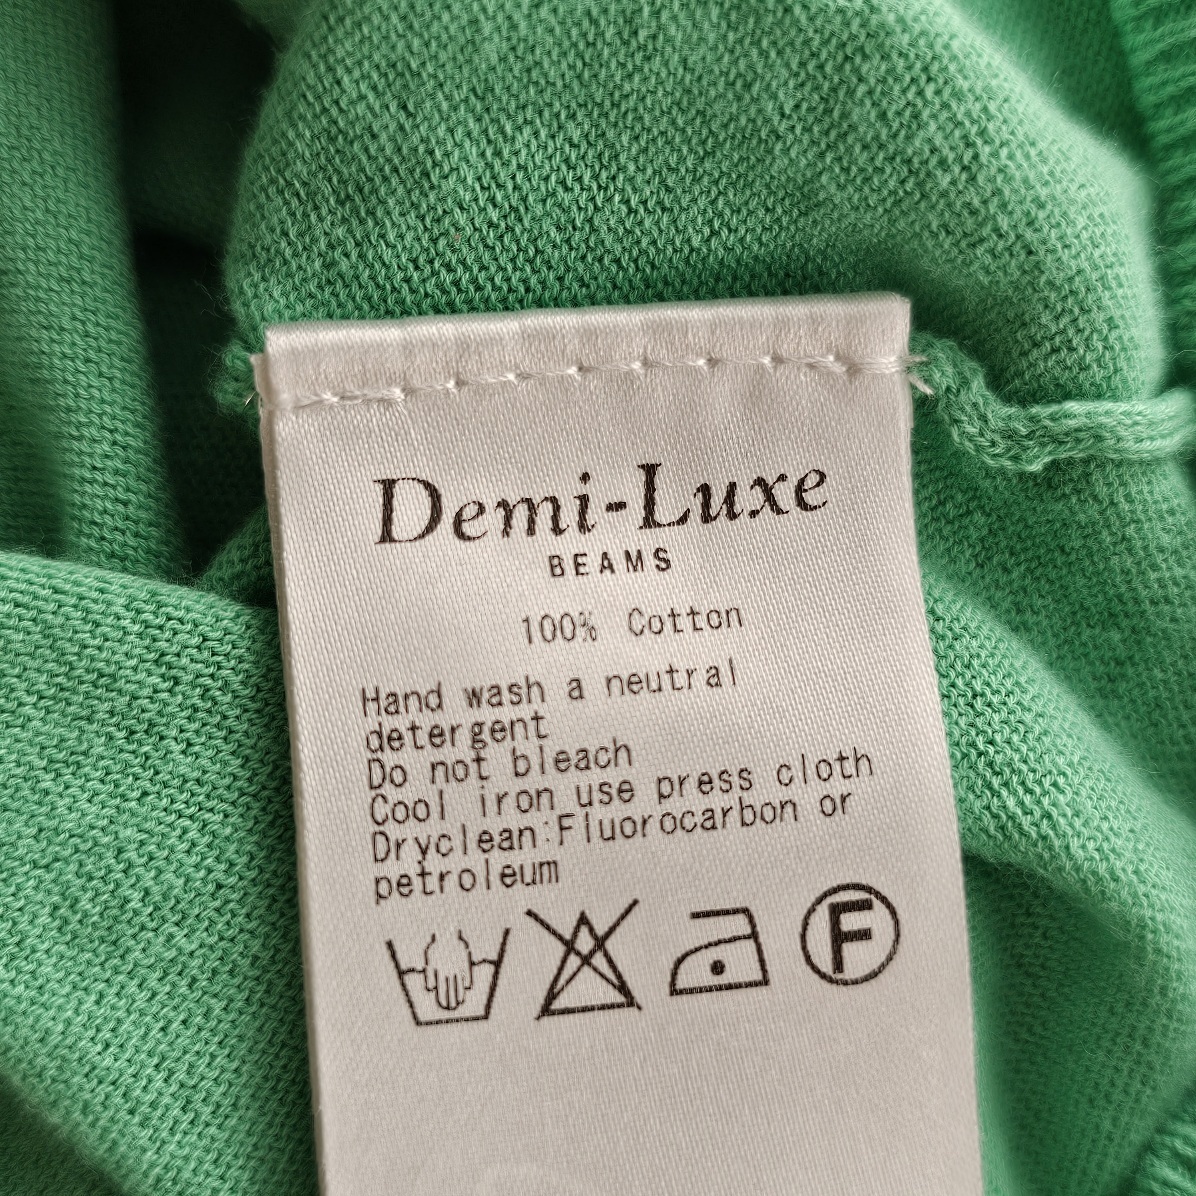 Demi-Luxe
BEAMS
100% Cotton
Hand wash a neutral
detergent
Do not bleach
Cool iron use press cloth
Dryclean:Fluorocarbon or
petroleum
F